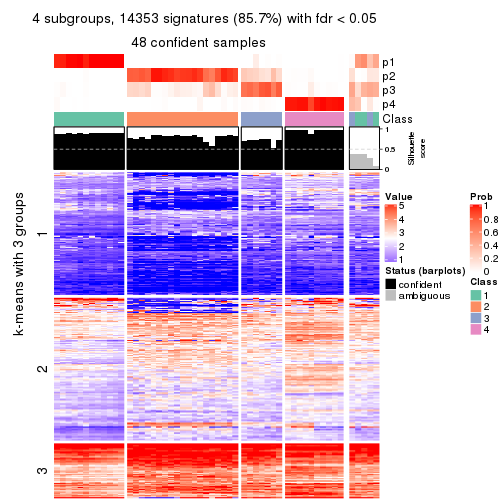 4 subgroups, 14353 signatures (85.7%) with fdr < 0.05
48 confident samples
p1
p2
p3
p4
Class
1
0.5
0
Silhouette
score
k-means with 3 groups
1
2
3
Value
5
4
3
2
1
Prob
1
0.8
0.6
0.4
0.2
0
Status (barplots)
confident
ambiguous
Class
1
2
3
4